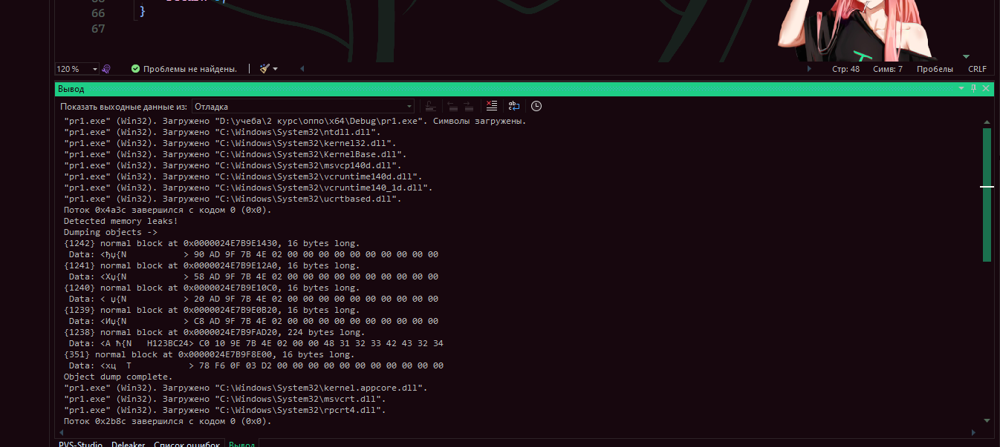 66 }
67
120 % Проблемы не найдены. Стр: 48 Симв: 7 Пробелы CRLF
Вывод
Показать выходные данные из: Отладка
"pr1.exe" (Win32). Загружено "D:\учеба\2 курс\оппо\x64\Debug\pr1.exe". Символы загружены.
"pr1.exe" (Win32). Загружено "C:\Windows\System32\ntdll.dll".
"pr1.exe" (Win32). Загружено "C:\Windows\System32\kernel32.dll".
"pr1.exe" (Win32). Загружено "C:\Windows\System32\KernelBase.dll".
"pr1.exe" (Win32). Загружено "C:\Windows\System32\msvcp140d.dll".
"pr1.exe" (Win32). Загружено "C:\Windows\System32\vcruntime140d.dll".
"pr1.exe" (Win32). Загружено "C:\Windows\System32\vcruntime140_1d.dll".
"pr1.exe" (Win32). Загружено "C:\Windows\System32\ucrtbased.dll".
Поток 0x4a3c завершился с кодом 0 (0x0).
Detected memory leaks!
Dumping objects ->
{1242} normal block at 0x0000024E7B9E1430, 16 bytes long.
Data: <ђџ{N > 90 AD 9F 7B 4E 02 00 00 00 00 00 00 00 00 00 00
{1241} normal block at 0x0000024E7B9E12A0, 16 bytes long.
Data: <Xџ{N > 58 AD 9F 7B 4E 02 00 00 00 00 00 00 00 00 00 00
{1240} normal block at 0x0000024E7B9E10C0, 16 bytes long.
Data: < џ{N > 20 AD 9F 7B 4E 02 00 00 00 00 00 00 00 00 00 00
{1239} normal block at 0x0000024E7B9E0B20, 16 bytes long.
Data: <Иџ{N > C8 AD 9F 7B 4E 02 00 00 00 00 00 00 00 00 00 00
{1238} normal block at 0x0000024E7B9FAD20, 224 bytes long.
Data: <А ћ{N H123BC24> C0 10 9E 7B 4E 02 00 00 48 31 32 33 42 43 32 34
{351} normal block at 0x0000024E7B9F8E00, 16 bytes long.
Data: <xц Т > 78 F6 0F 03 D2 00 00 00 00 00 00 00 00 00 00 00
Object dump complete.
"pr1.exe" (Win32). Загружено "C:\Windows\System32\kernel.appcore.dll".
"pr1.exe" (Win32). Загружено "C:\Windows\System32\msvcrt.dll".
"pr1.exe" (Win32). Загружено "C:\Windows\System32\rpcrt4.dll".
Поток 0x2b8c завершился с кодом 0 (0x0).
PVS-Studio Deleaker Список ошибок Вывод